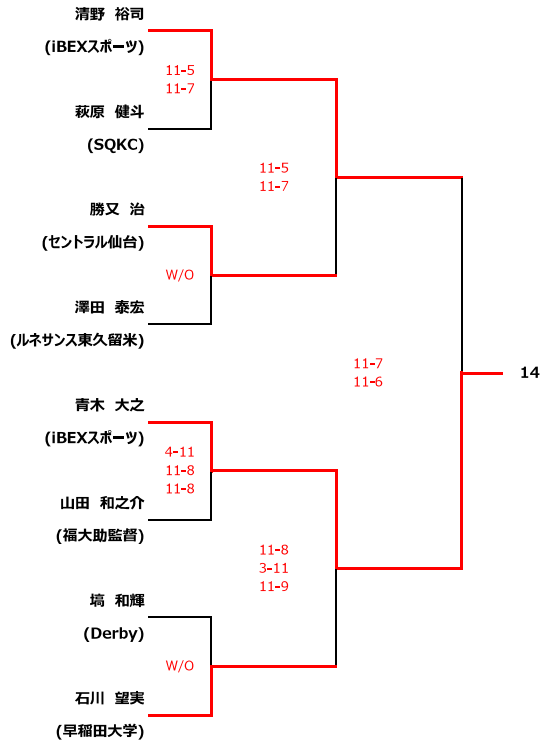 清野 裕司
(iBEXスポーツ)
11-5
11-7
萩原 健斗
(SQKC)
11-5
11-7
勝又 治
(セントラル仙台)
W/O
澤田 泰宏
(ルネサンス東久留米)
11-7
11-6
14
青木 大之
(iBEXスポーツ)
4-11
11-8
11-8
山田 和之介
(福大助監督)
11-8
3-11
11-9
塙 和輝
(Derby)
W/O
石川 望実
(早稲田大学)